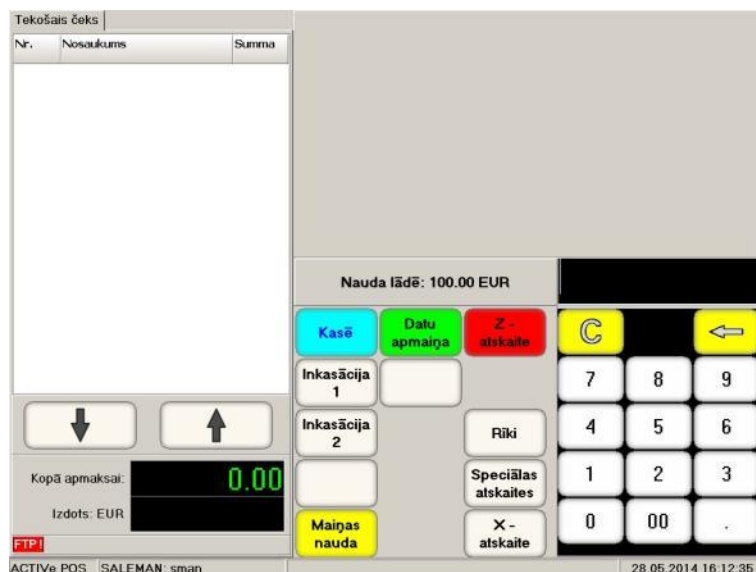 Tekošais čeks
Nr. Nosaukums Summa
Nauda lādē: 100.00 EUR
Kasē
Datu
apmaiņa
Z -
atskaite
C
Inkasācija
1
7 8 9
Inkasācija
2
Rīki
4 5 6
Kopā apmaksai: 0.00
Speciālas
atskaites
1 2 3
Izdots: EUR
Maiņas
nauda
X -
atskaite
0 00 .
FTP!
ACTIVe POS SALEMAN: sman 28.05.2014 16:12:35